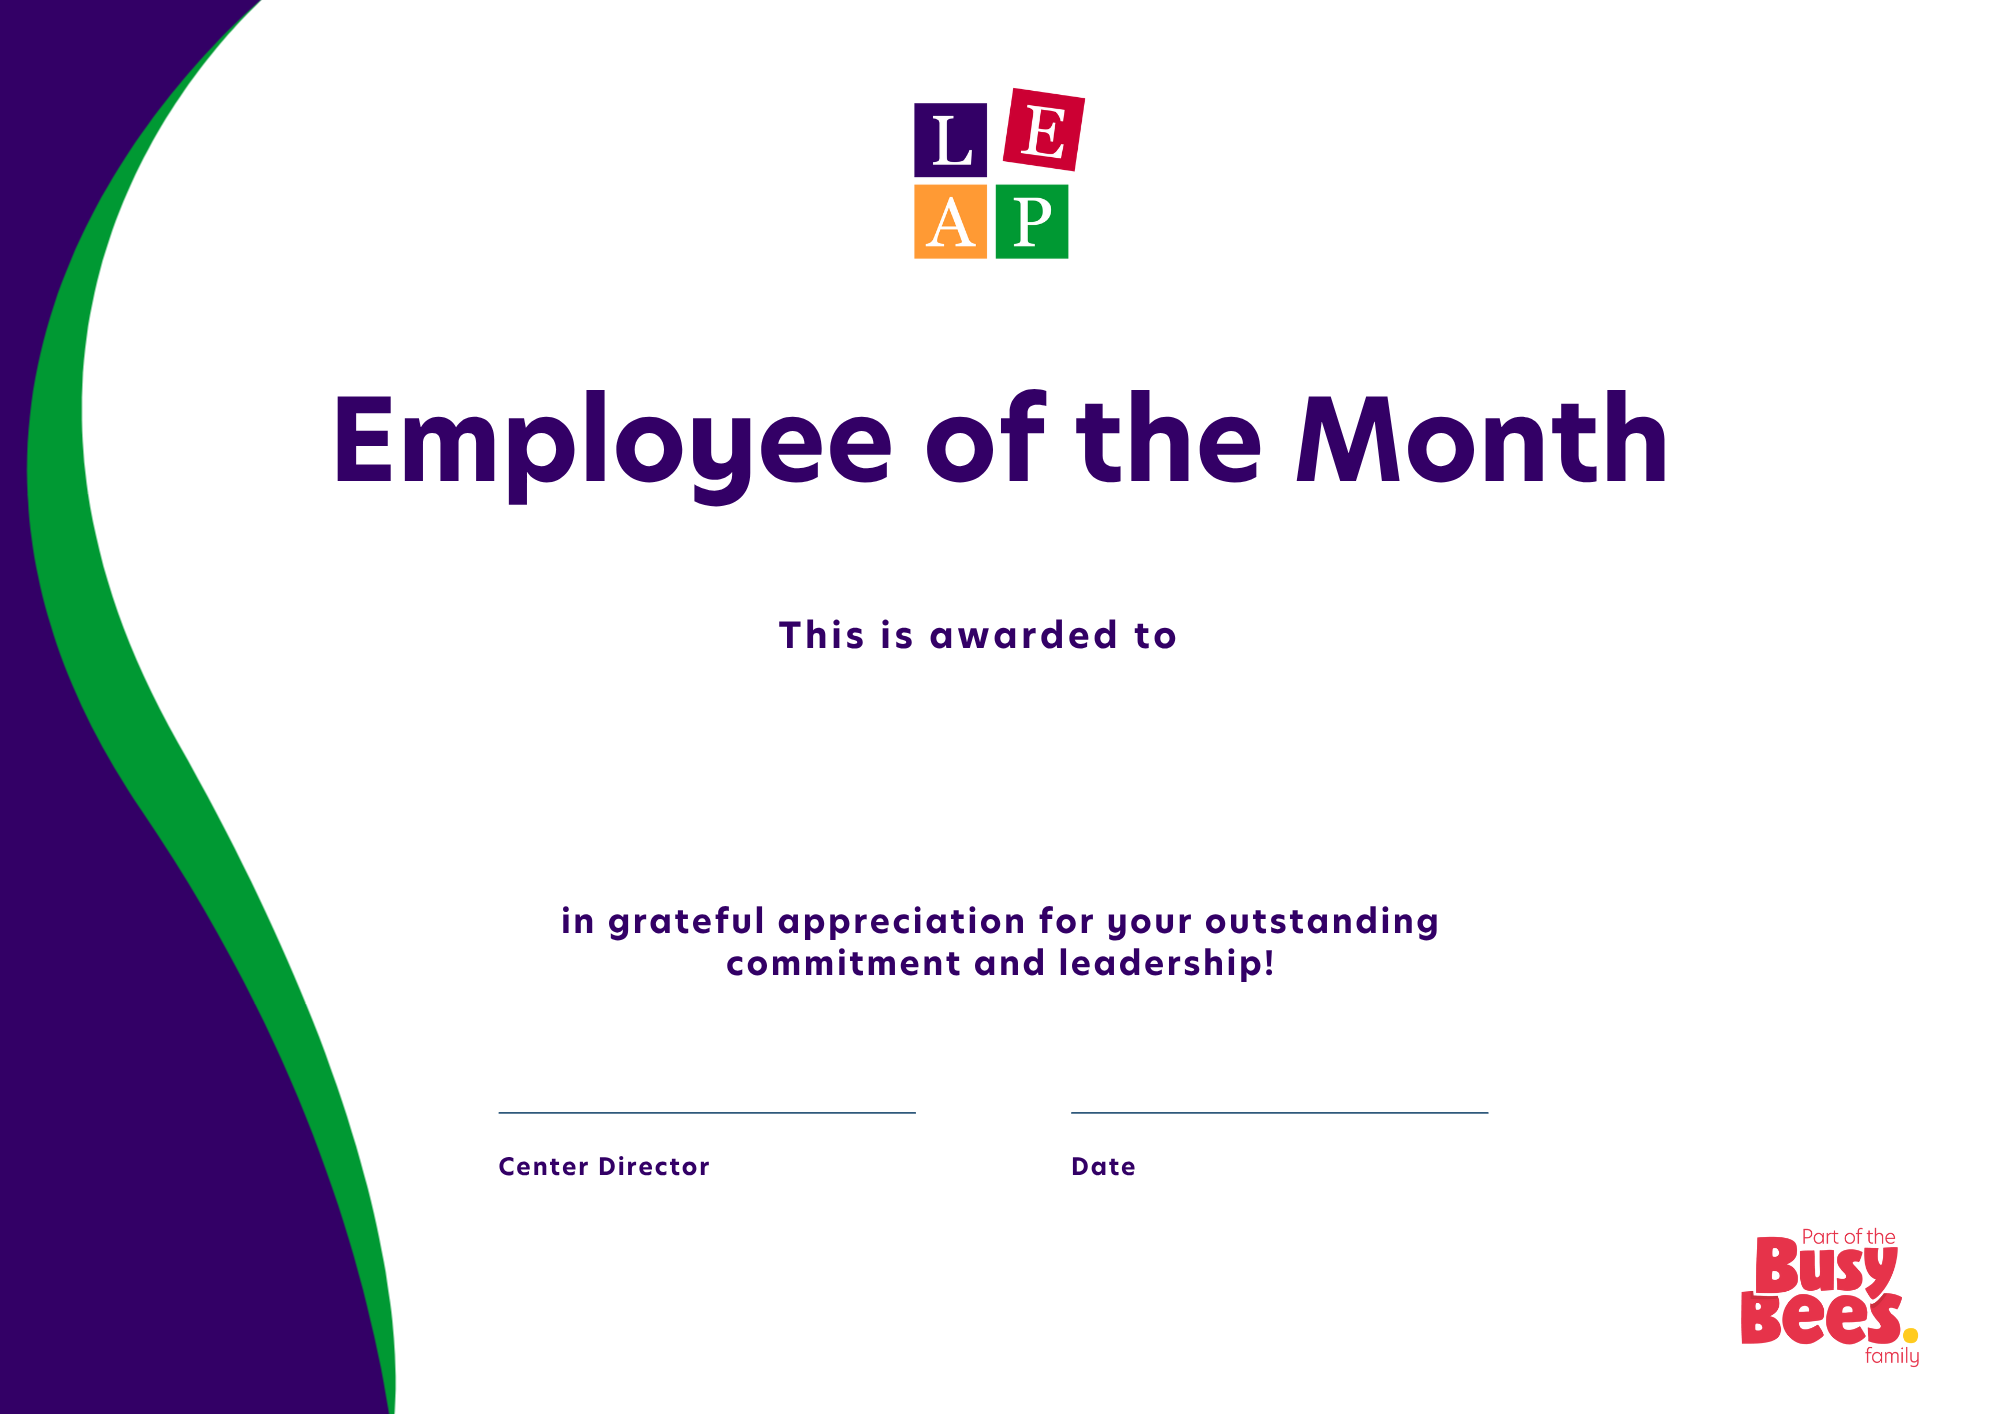 L E
A P
Employee of the Month
This is awarded to
in grateful appreciation for your outstanding
commitment and leadership!
Center Director
Date
Part of the
Busy
Bees.
family